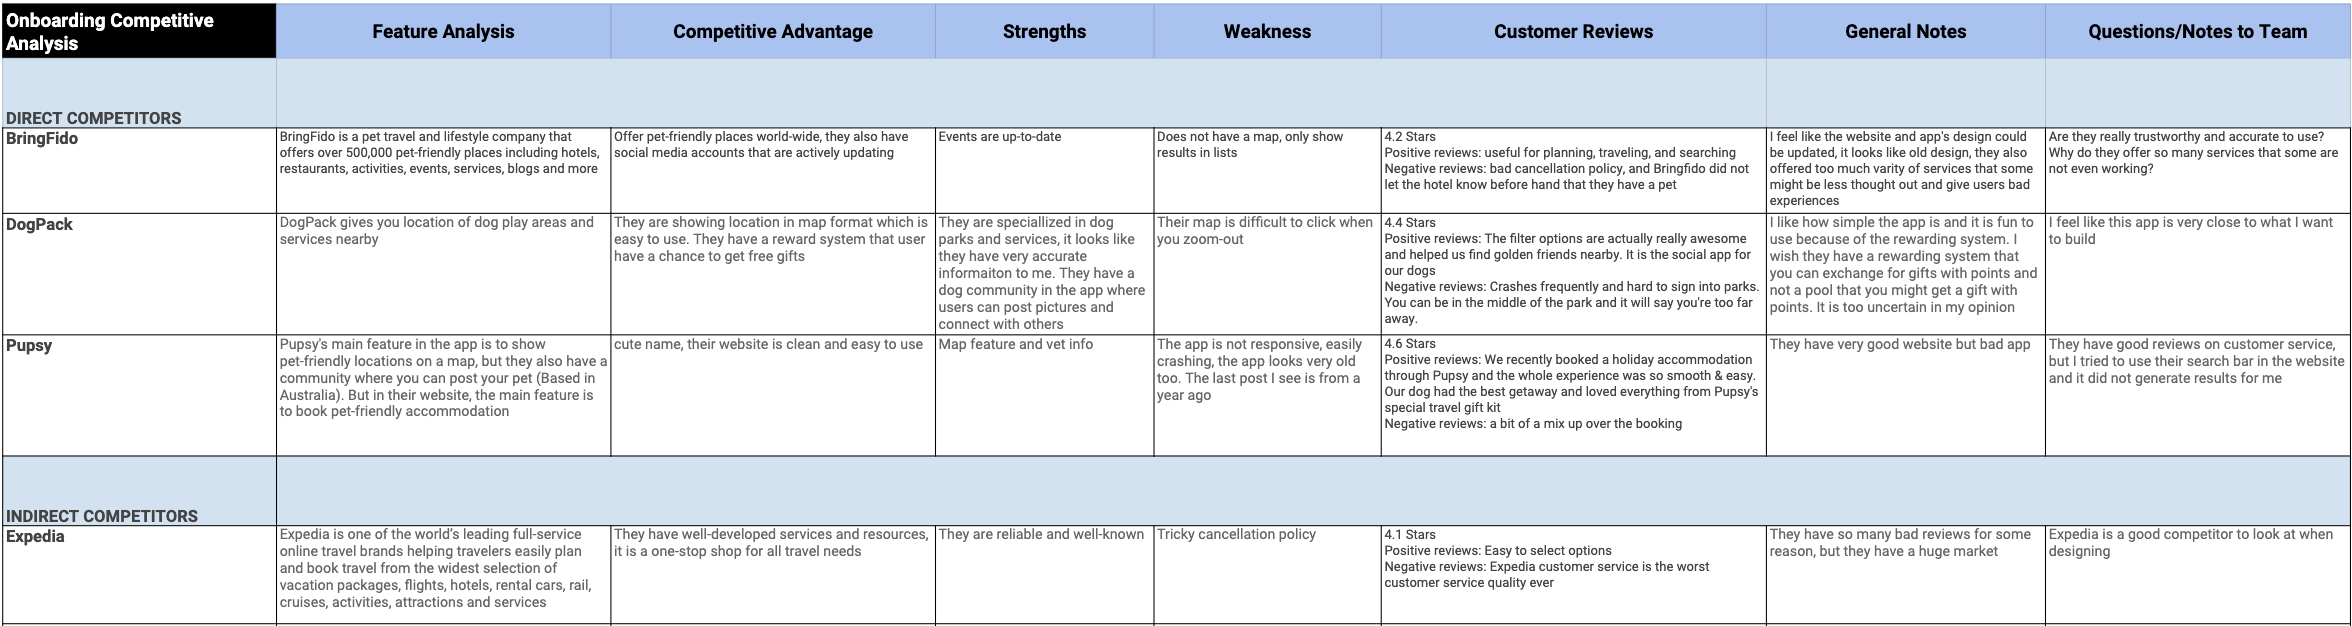 Onboarding Competitive
Analysis
Feature Analysis
Competitive Advantage
Strengths
Weakness
Customer Reviews
General Notes
Questions/Notes to Team
DIRECT COMPETITORS
BringFido
BringFido is a pet travel and lifestyle company that
offers over 500,000 pet-friendly places including hotels,
restaurants, activities, events, services, blogs and more
Offer pet-friendly places world-wide, they also have
social media accounts that are actively updating
Events are up-to-date
Does not have a map, only show
results in lists
4.2 Stars
Positive reviews: useful for planning, traveling, and searching
Negative reviews: bad cancellation policy, and Bringfido did not
let the hotel know before hand that they have a pet
I feel like the website and app's design could
be updated, it looks like old design, they also
offered too much varity of services that some
might be less thought out and give users bad
experiences
Are they really trustworthy and accurate to use?
Why do they offer so many services that some are
not even working?
DogPack
DogPack gives you location of dog play areas and
services nearby
They are showing location in map format which is
easy to use. They have a reward system that user
have a chance to get free gifts
They are speciallized in dog
parks and services, it looks like
they have very accurate
informaiton to me. They have a
dog community in the app where
users can post pictures and
connect with others
Their map is difficult to click when
you zoom-out
4.4 Stars
Positive reviews: The filter options are actually really awesome
and helped us find golden friends nearby. It is the social app for
our dogs
Negative reviews: Crashes frequently and hard to sign into parks.
You can be in the middle of the park and it will say you're too far
away.
I like how simple the app is and it is fun to
use because of the rewarding system. I
wish they have a rewarding system that
you can exchange for gifts with points and
not a pool that you might get a gift with
points. It is too uncertain in my opinion
I feel like this app is very close to what I want
to build
Pupsy
Pupsy's main feature in the app is to show
pet-friendly locations on a map, but they also have a
community where you can post your pet (Based in
Australia). But in their website, the main feature is
to book pet-friendly accommodation
cute name, their website is clean and easy to use
Map feature and vet info
The app is not responsive, easily
crashing, the app looks very old
too. The last post I see is from a
year ago
4.6 Stars
Positive reviews: We recently booked a holiday accommodation
through Pupsy and the whole experience was so smooth & easy.
Our dog had the best getaway and loved everything from Pupsy's
special travel gift kit
Negative reviews: a bit of a mix up over the booking
They have very good website but bad app
They have good reviews on customer service,
but I tried to use their search bar in the website
and it did not generate results for me
INDIRECT COMPETITORS
Expedia
Expedia is one of the world's leading full-service
online travel brands helping travelers easily plan
and book travel from the widest selection of
vacation packages, flights, hotels, rental cars, rail,
cruises, activities, attractions and services
They have well-developed services and resources,
it is a one-stop shop for all travel needs
They are reliable and well-known
Tricky cancellation policy
4.1 Stars
Positive reviews: Easy to select options
Negative reviews: Expedia customer service is the worst
customer service quality ever
They have so many bad reviews for some
reason, but they have a huge market
Expedia is a good competitor to look at when
designing